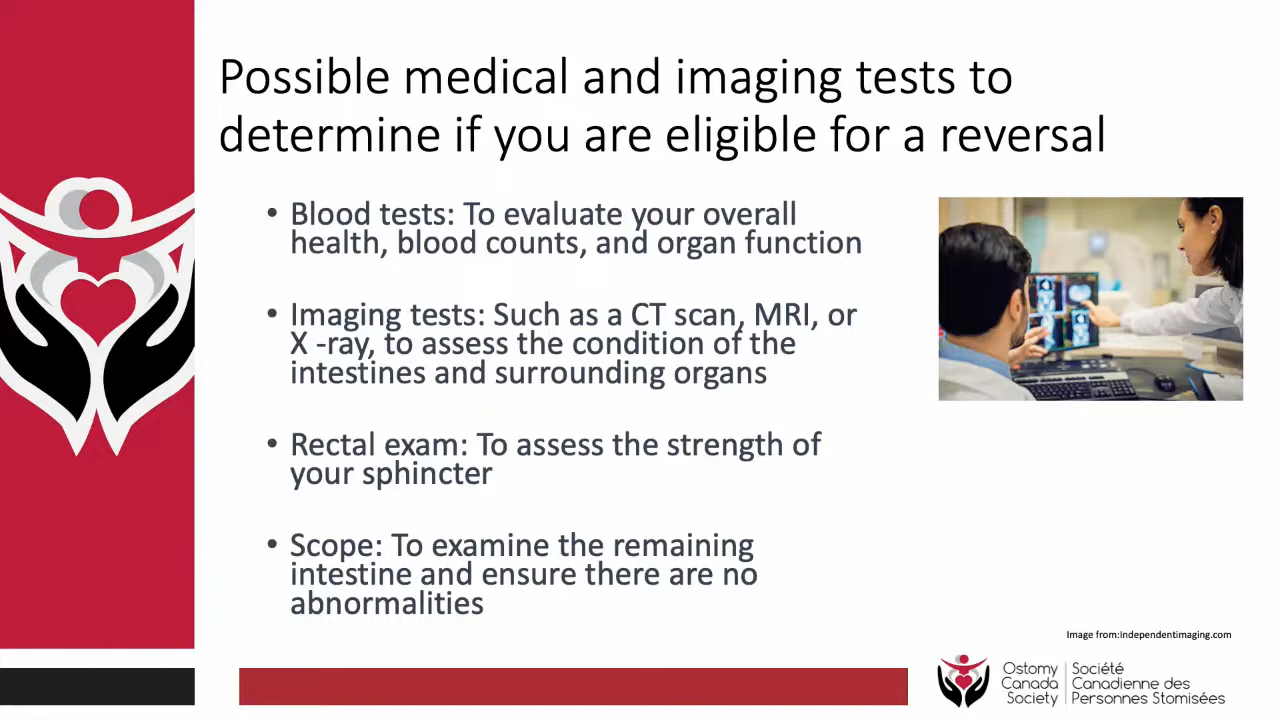 Possible medical and imaging tests to
determine if you are eligible for a reversal
• Blood tests: To evaluate your overall
health, blood counts, and organ function
• Imaging tests: Such as a CT scan, MRI, or
X -ray, to assess the condition of the
intestines and surrounding organs
• Rectal exam: To assess the strength of
your sphincter
• Scope: To examine the remaining
intestine and ensure there are no
abnormalities
Image from:Independentimaging.com
Ostomy
Canada
Society
Société
Canadienne des
Personnes Stomisées